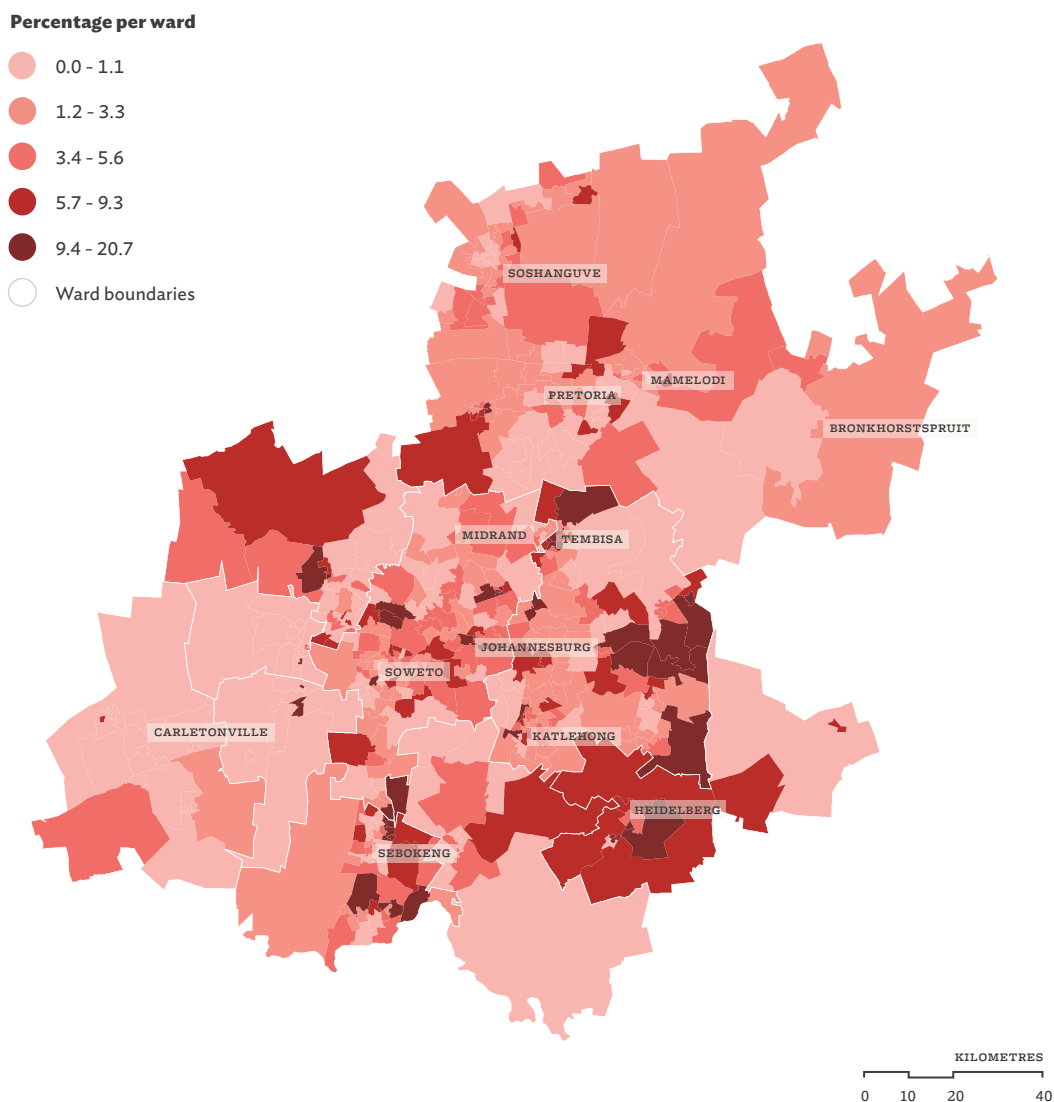 Percentage per ward
0.0 - 1.1
1.2 - 3.3
3.4 - 5.6
5.7 - 9.3
9.4 - 20.7
Ward boundaries
SOSHANGUVE
MAMELODI
PRETORIA
BRONKHORSTSPRUIT
MIDRAND
TEMBISA
JOHANNESBURG
SOWETO
CARLETONVILLE
KATLEHONG
HEIDELBERG
SEBOKENG
KILOMETRES
0 10 20 40